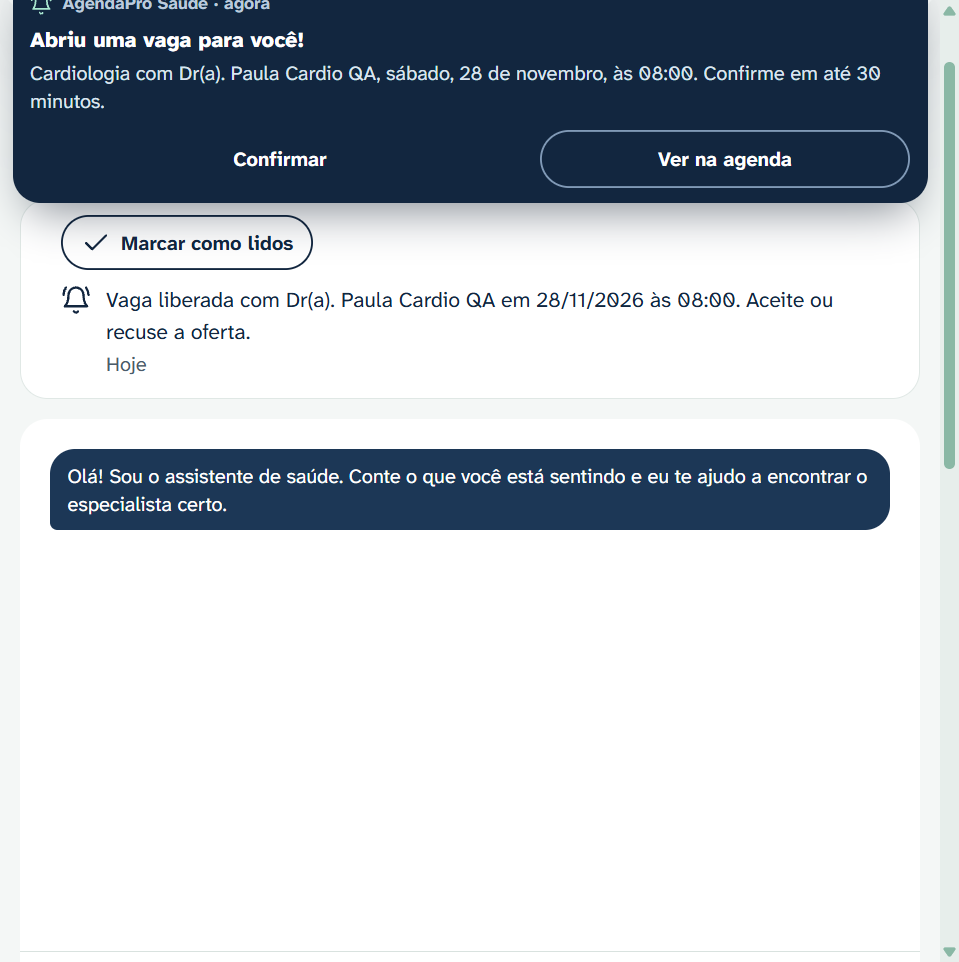 AgendaPro Saúde · agora
Abriu uma vaga para você!
Cardiologia com Dr(a). Paula Cardio QA, sábado, 28 de novembro, às 08:00. Confirme em até 30
minutos.
Confirmar
Ver na agenda
Marcar como lidos
Vaga liberada com Dr(a). Paula Cardio QA em 28/11/2026 às 08:00. Aceite ou
recuse a oferta.
Hoje
Olá! Sou o assistente de saúde. Conte o que você está sentindo e eu te ajudo a encontrar o
especialista certo.